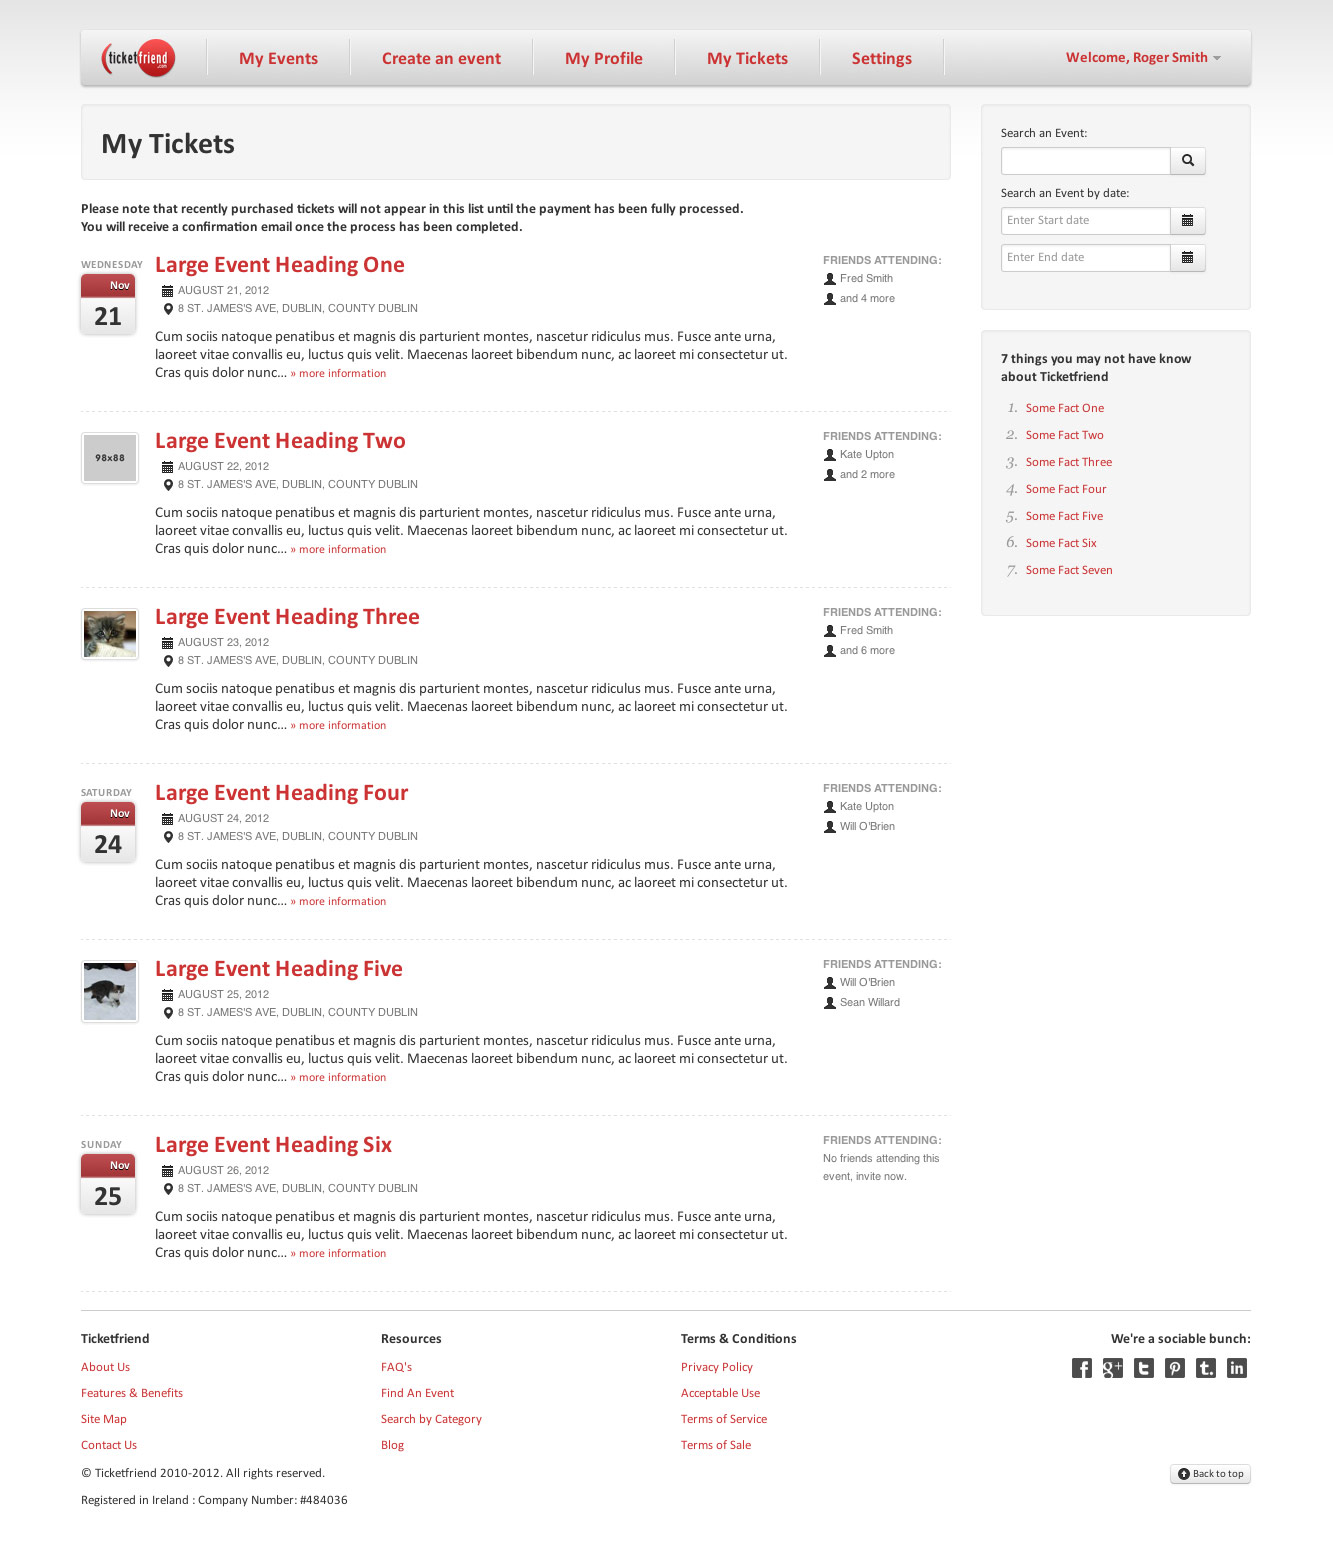 ticketfriend
.com
My Events
Create an event
My Profile
My Tickets
Settings
Welcome, Roger Smith
My Tickets
Please note that recently purchased tickets will not appear in this list until the payment has been fully processed.
You will receive a confirmation email once the process has been completed.
WEDNESDAY
Nov
21
Large Event Heading One
AUGUST 21, 2012
8 ST. JAMES'S AVE, DUBLIN, COUNTY DUBLIN
Cum sociis natoque penatibus et magnis dis parturient montes, nascetur ridiculus mus. Fusce ante urna,
laoreet vitae convallis eu, luctus quis velit. Maecenas laoreet bibendum nunc, ac laoreet mi consectetur ut.
Cras quis dolor nunc... » more information
FRIENDS ATTENDING:
Fred Smith
and 4 more
98x88
Large Event Heading Two
AUGUST 22, 2012
8 ST. JAMES'S AVE, DUBLIN, COUNTY DUBLIN
Cum sociis natoque penatibus et magnis dis parturient montes, nascetur ridiculus mus. Fusce ante urna,
laoreet vitae convallis eu, luctus quis velit. Maecenas laoreet bibendum nunc, ac laoreet mi consectetur ut.
Cras quis dolor nunc... » more information
FRIENDS ATTENDING:
Kate Upton
and 2 more
Large Event Heading Three
AUGUST 23, 2012
8 ST. JAMES'S AVE, DUBLIN, COUNTY DUBLIN
Cum sociis natoque penatibus et magnis dis parturient montes, nascetur ridiculus mus. Fusce ante urna,
laoreet vitae convallis eu, luctus quis velit. Maecenas laoreet bibendum nunc, ac laoreet mi consectetur ut.
Cras quis dolor nunc... » more information
FRIENDS ATTENDING:
Fred Smith
and 6 more
SATURDAY
Nov
24
Large Event Heading Four
AUGUST 24, 2012
8 ST. JAMES'S AVE, DUBLIN, COUNTY DUBLIN
Cum sociis natoque penatibus et magnis dis parturient montes, nascetur ridiculus mus. Fusce ante urna,
laoreet vitae convallis eu, luctus quis velit. Maecenas laoreet bibendum nunc, ac laoreet mi consectetur ut.
Cras quis dolor nunc... » more information
FRIENDS ATTENDING:
Kate Upton
Will O'Brien
Large Event Heading Five
AUGUST 25, 2012
8 ST. JAMES'S AVE, DUBLIN, COUNTY DUBLIN
Cum sociis natoque penatibus et magnis dis parturient montes, nascetur ridiculus mus. Fusce ante urna,
laoreet vitae convallis eu, luctus quis velit. Maecenas laoreet bibendum nunc, ac laoreet mi consectetur ut.
Cras quis dolor nunc... » more information
FRIENDS ATTENDING:
Will O'Brien
Sean Willard
SUNDAY
Nov
25
Large Event Heading Six
AUGUST 26, 2012
8 ST. JAMES'S AVE, DUBLIN, COUNTY DUBLIN
Cum sociis natoque penatibus et magnis dis parturient montes, nascetur ridiculus mus. Fusce ante urna,
laoreet vitae convallis eu, luctus quis velit. Maecenas laoreet bibendum nunc, ac laoreet mi consectetur ut.
Cras quis dolor nunc... » more information
FRIENDS ATTENDING:
No friends attending this
event, invite now.
Search an Event:
Search an Event by date:
Enter Start date
Enter End date
7 things you may not have know
about Ticketfriend
1. Some Fact One
2. Some Fact Two
3. Some Fact Three
4. Some Fact Four
5. Some Fact Five
6. Some Fact Six
7. Some Fact Seven
Ticketfriend
About Us
Features & Benefits
Site Map
Contact Us
Resources
FAQ's
Find An Event
Search by Category
Blog
Terms & Conditions
Privacy Policy
Acceptable Use
Terms of Service
Terms of Sale
We're a sociable bunch:
© Ticketfriend 2010-2012. All rights reserved.
Registered in Ireland : Company Number: #484036
Back to top